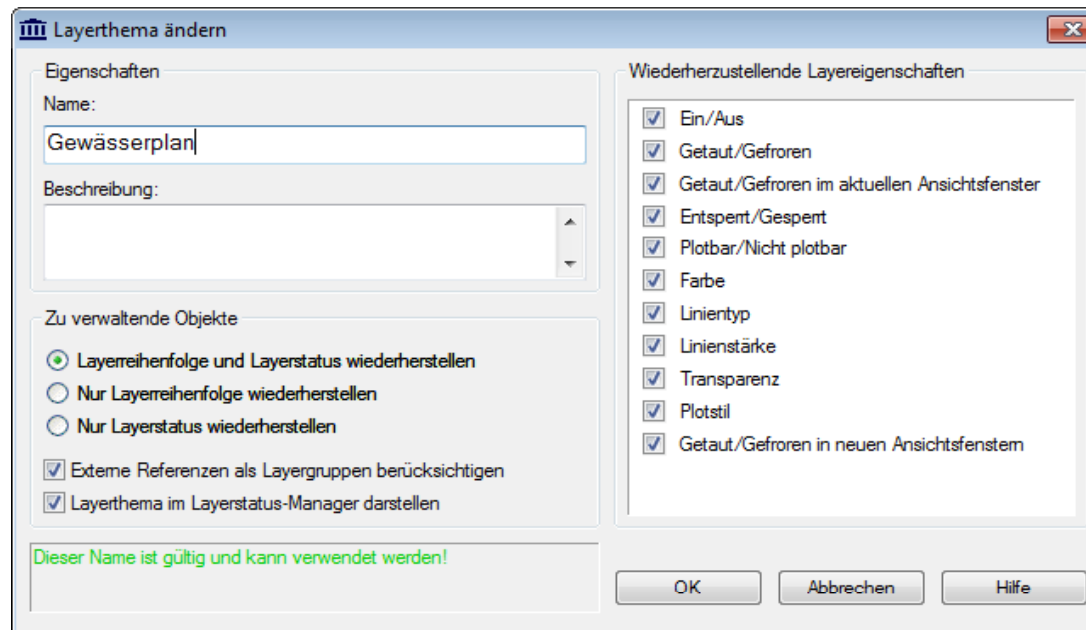 Layerthema ändern
Eigenschaften
Name:
Gewässerplan
Beschreibung:
Zu verwaltende Objekte
Layerreihenfolge und Layerstatus wiederherstellen
Nur Layerreihenfolge wiederherstellen
Nur Layerstatus wiederherstellen
Externe Referenzen als Layergruppen berücksichtigen
Layerthema im Layerstatus-Manager darstellen
Dieser Name ist gültig und kann verwendet werden!
Wiederherzustellende Layereigenschaften
Ein/Aus
Getaut/Gefroren
Getaut/Gefroren im aktuellen Ansichtsfenster
Entsperrt/Gesperrt
Plotbar/Nicht plotbar
Farbe
Linientyp
Linienstärke
Transparenz
Plotstil
Getaut/Gefroren in neuen Ansichtsfenstern
OK
Abbrechen
Hilfe